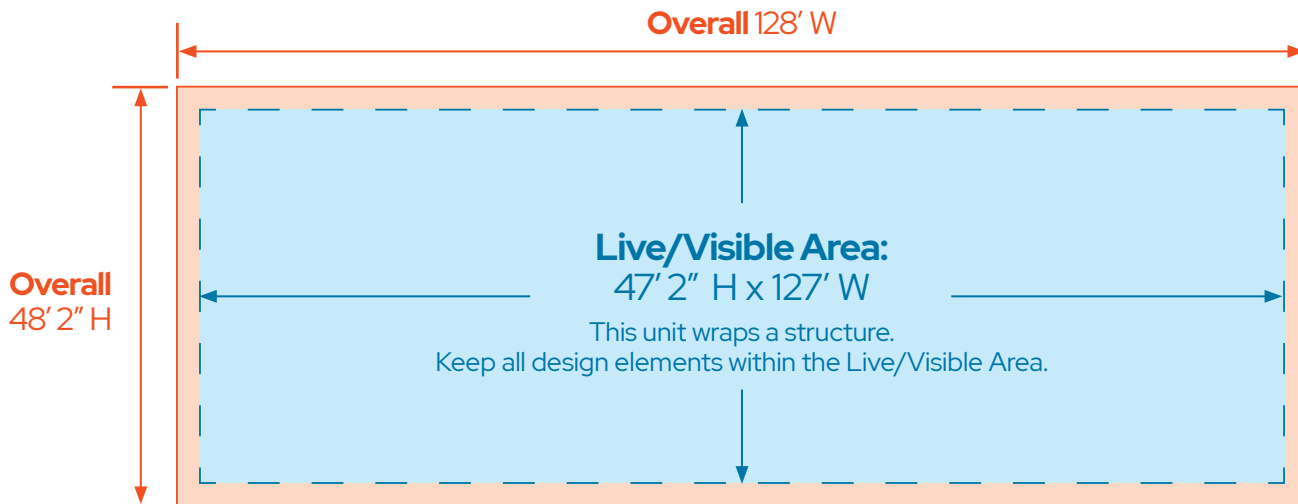 Overall 128′ W
Overall
48′ 2″ H
Live/Visible Area:
47′ 2″ H x 127′ W
This unit wraps a structure.
Keep all design elements within the Live/Visible Area.